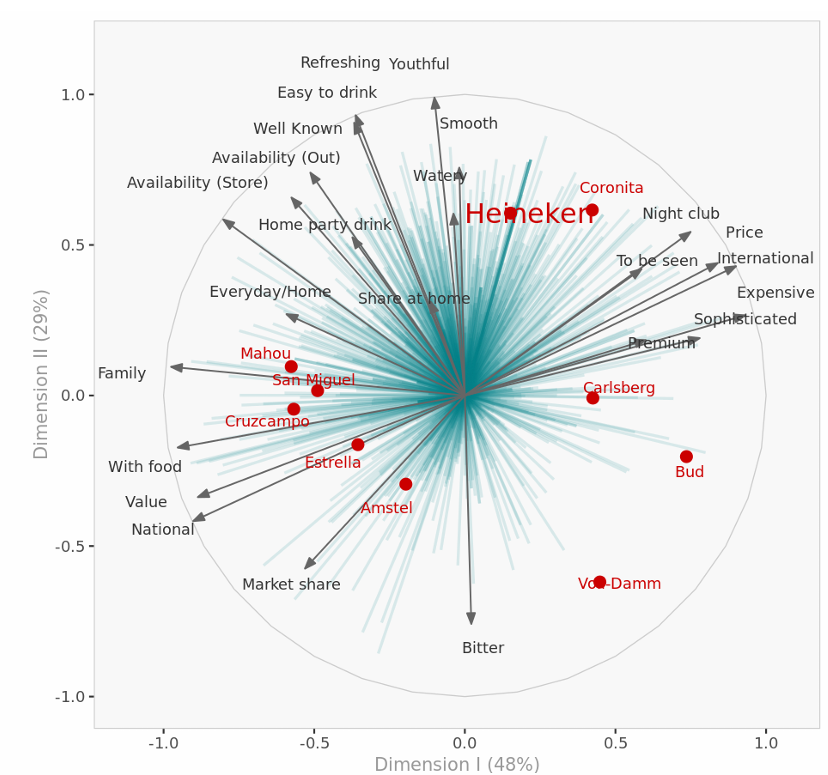 Refreshing Youthful
1.0
Easy to drink
Smooth
Well Known
Availability (Out)
Watery
Availability (Store)
Coronita
Heineken
Night club
Home party drink
Price
0.5
To be seen
International
Everyday/Home
Share at home
Expensive
Sophisticated
Premium
Mahou
Family
San Miguel
Carlsberg
0.0
Cruzcampo
With food
Estrella
Bud
Value
Amstel
National
-0.5
Market share
Voll-Damm
Bitter
-1.0
-1.0 -0.5 0.0 0.5 1.0
Dimension I (48%)
Dimension II (29%)